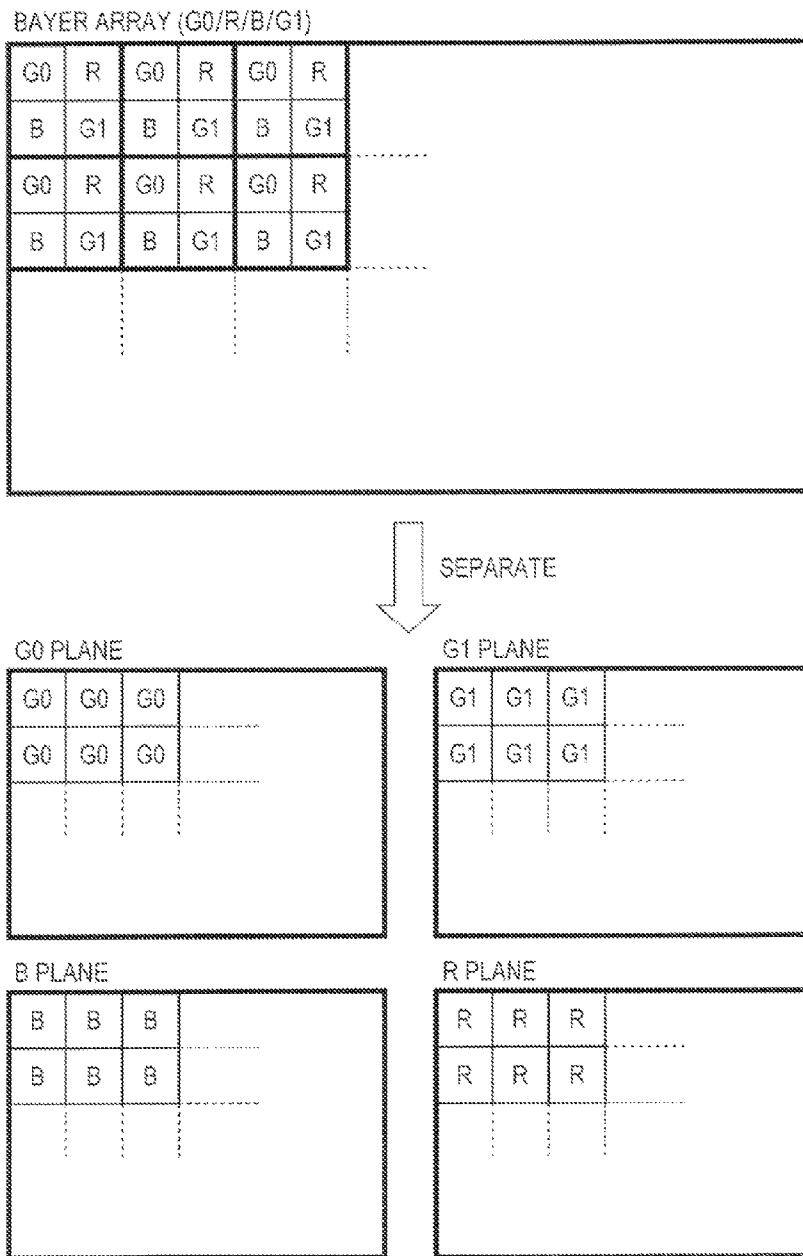 BAYER ARRAY (G0/R/B/G1)
G0 R G0 R G0 R
B G1 B G1 B G1
G0 R G0 R G0 R
B G1 B G1 B G1
SEPARATE
G0 PLANE
G0 G0 G0
G0 G0 G0
G1 PLANE
G1 G1 G1
G1 G1 G1
B PLANE
B B B
B B B
R PLANE
R R R
R R R